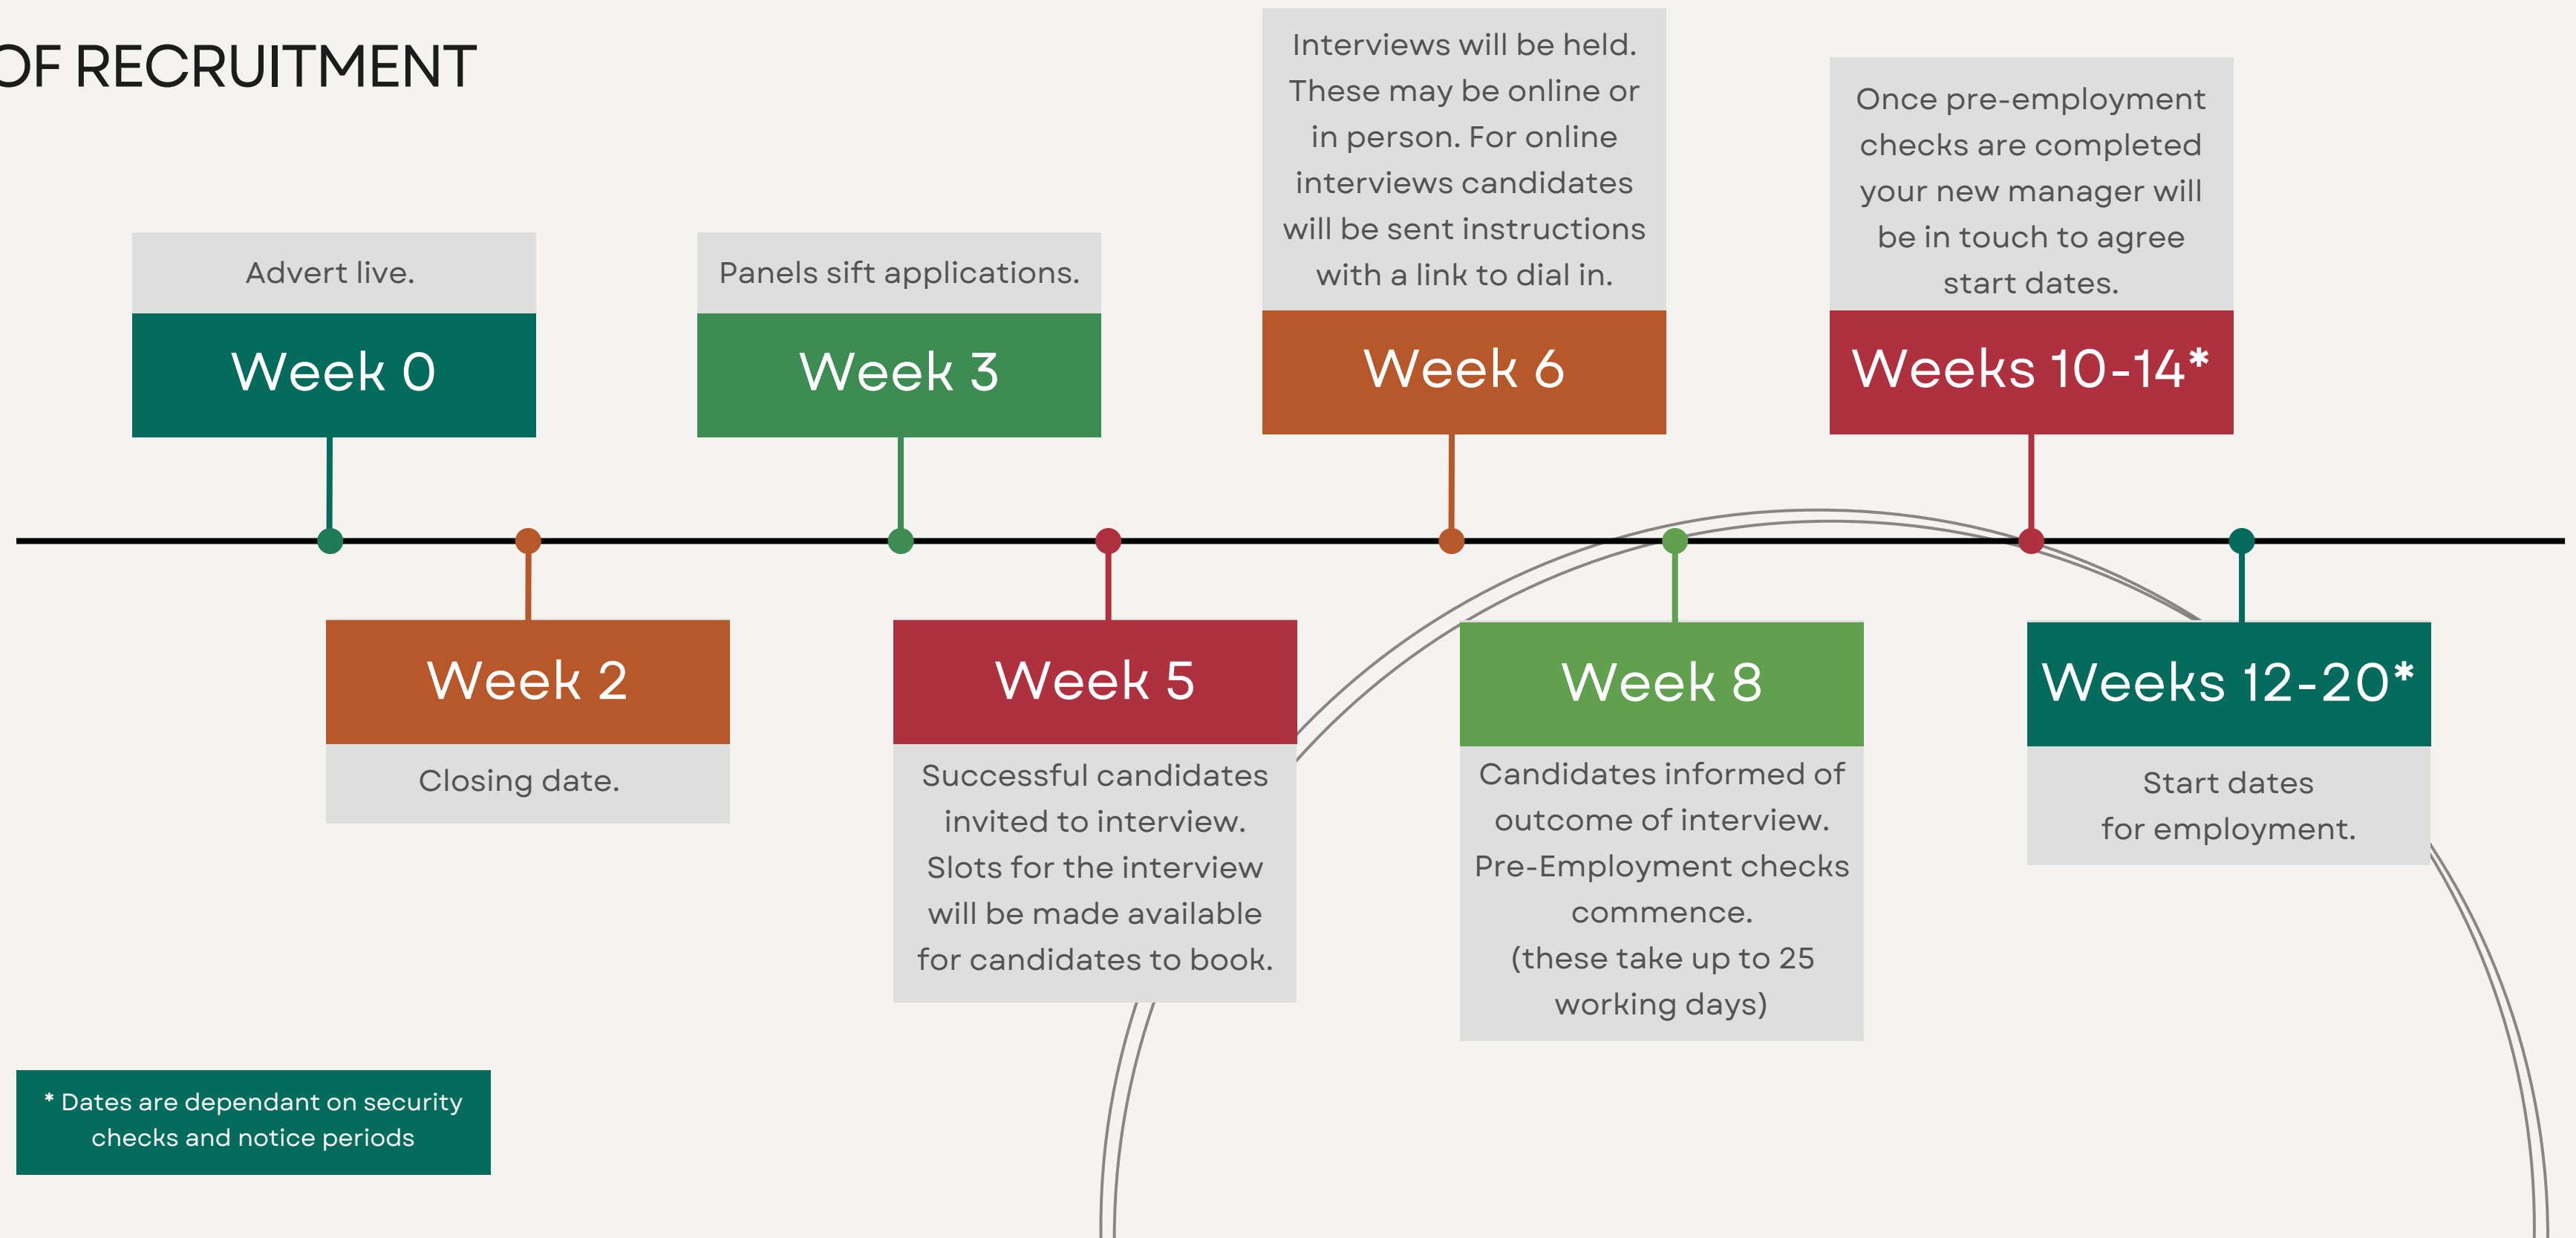 OF RECRUITMENT
Advert live.
Week 0
Week 2
Closing date.
Panels sift applications.
Week 3
Week 5
Successful candidates
invited to interview.
Slots for the interview
will be made available
for candidates to book.
Interviews will be held.
These may be online or
in person. For online
interviews candidates
will be sent instructions
with a link to dial in.
Week 6
Week 8
Candidates informed of
outcome of interview.
Pre-Employment checks
commence.
(these take up to 25
working days)
Once pre-employment
checks are completed
your new manager will
be in touch to agree
start dates.
Weeks 10-14*
Weeks 12-20*
Start dates
for employment.
* Dates are dependant on security
checks and notice periods